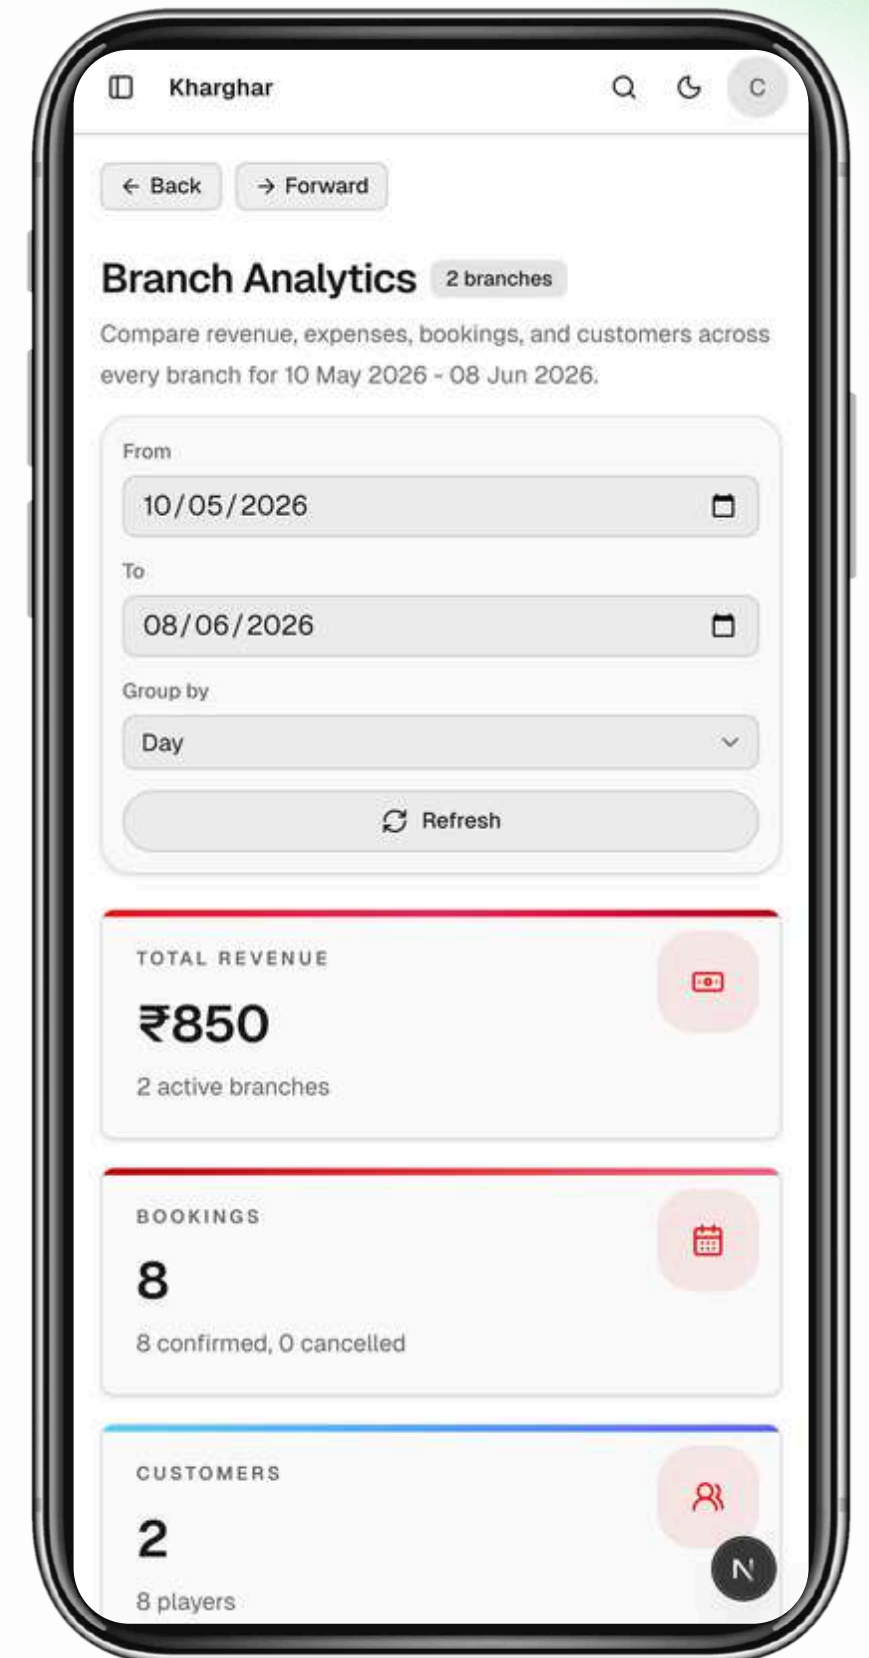 Kharghar
C
← Back
→ Forward
Branch Analytics
2 branches
Compare revenue, expenses, bookings, and customers across
every branch for 10 May 2026 - 08 Jun 2026.
From
10/05/2026
To
08/06/2026
Group by
Day
Refresh
TOTAL REVENUE
₹850
2 active branches
BOOKINGS
8
8 confirmed, 0 cancelled
CUSTOMERS
2
N
8 players